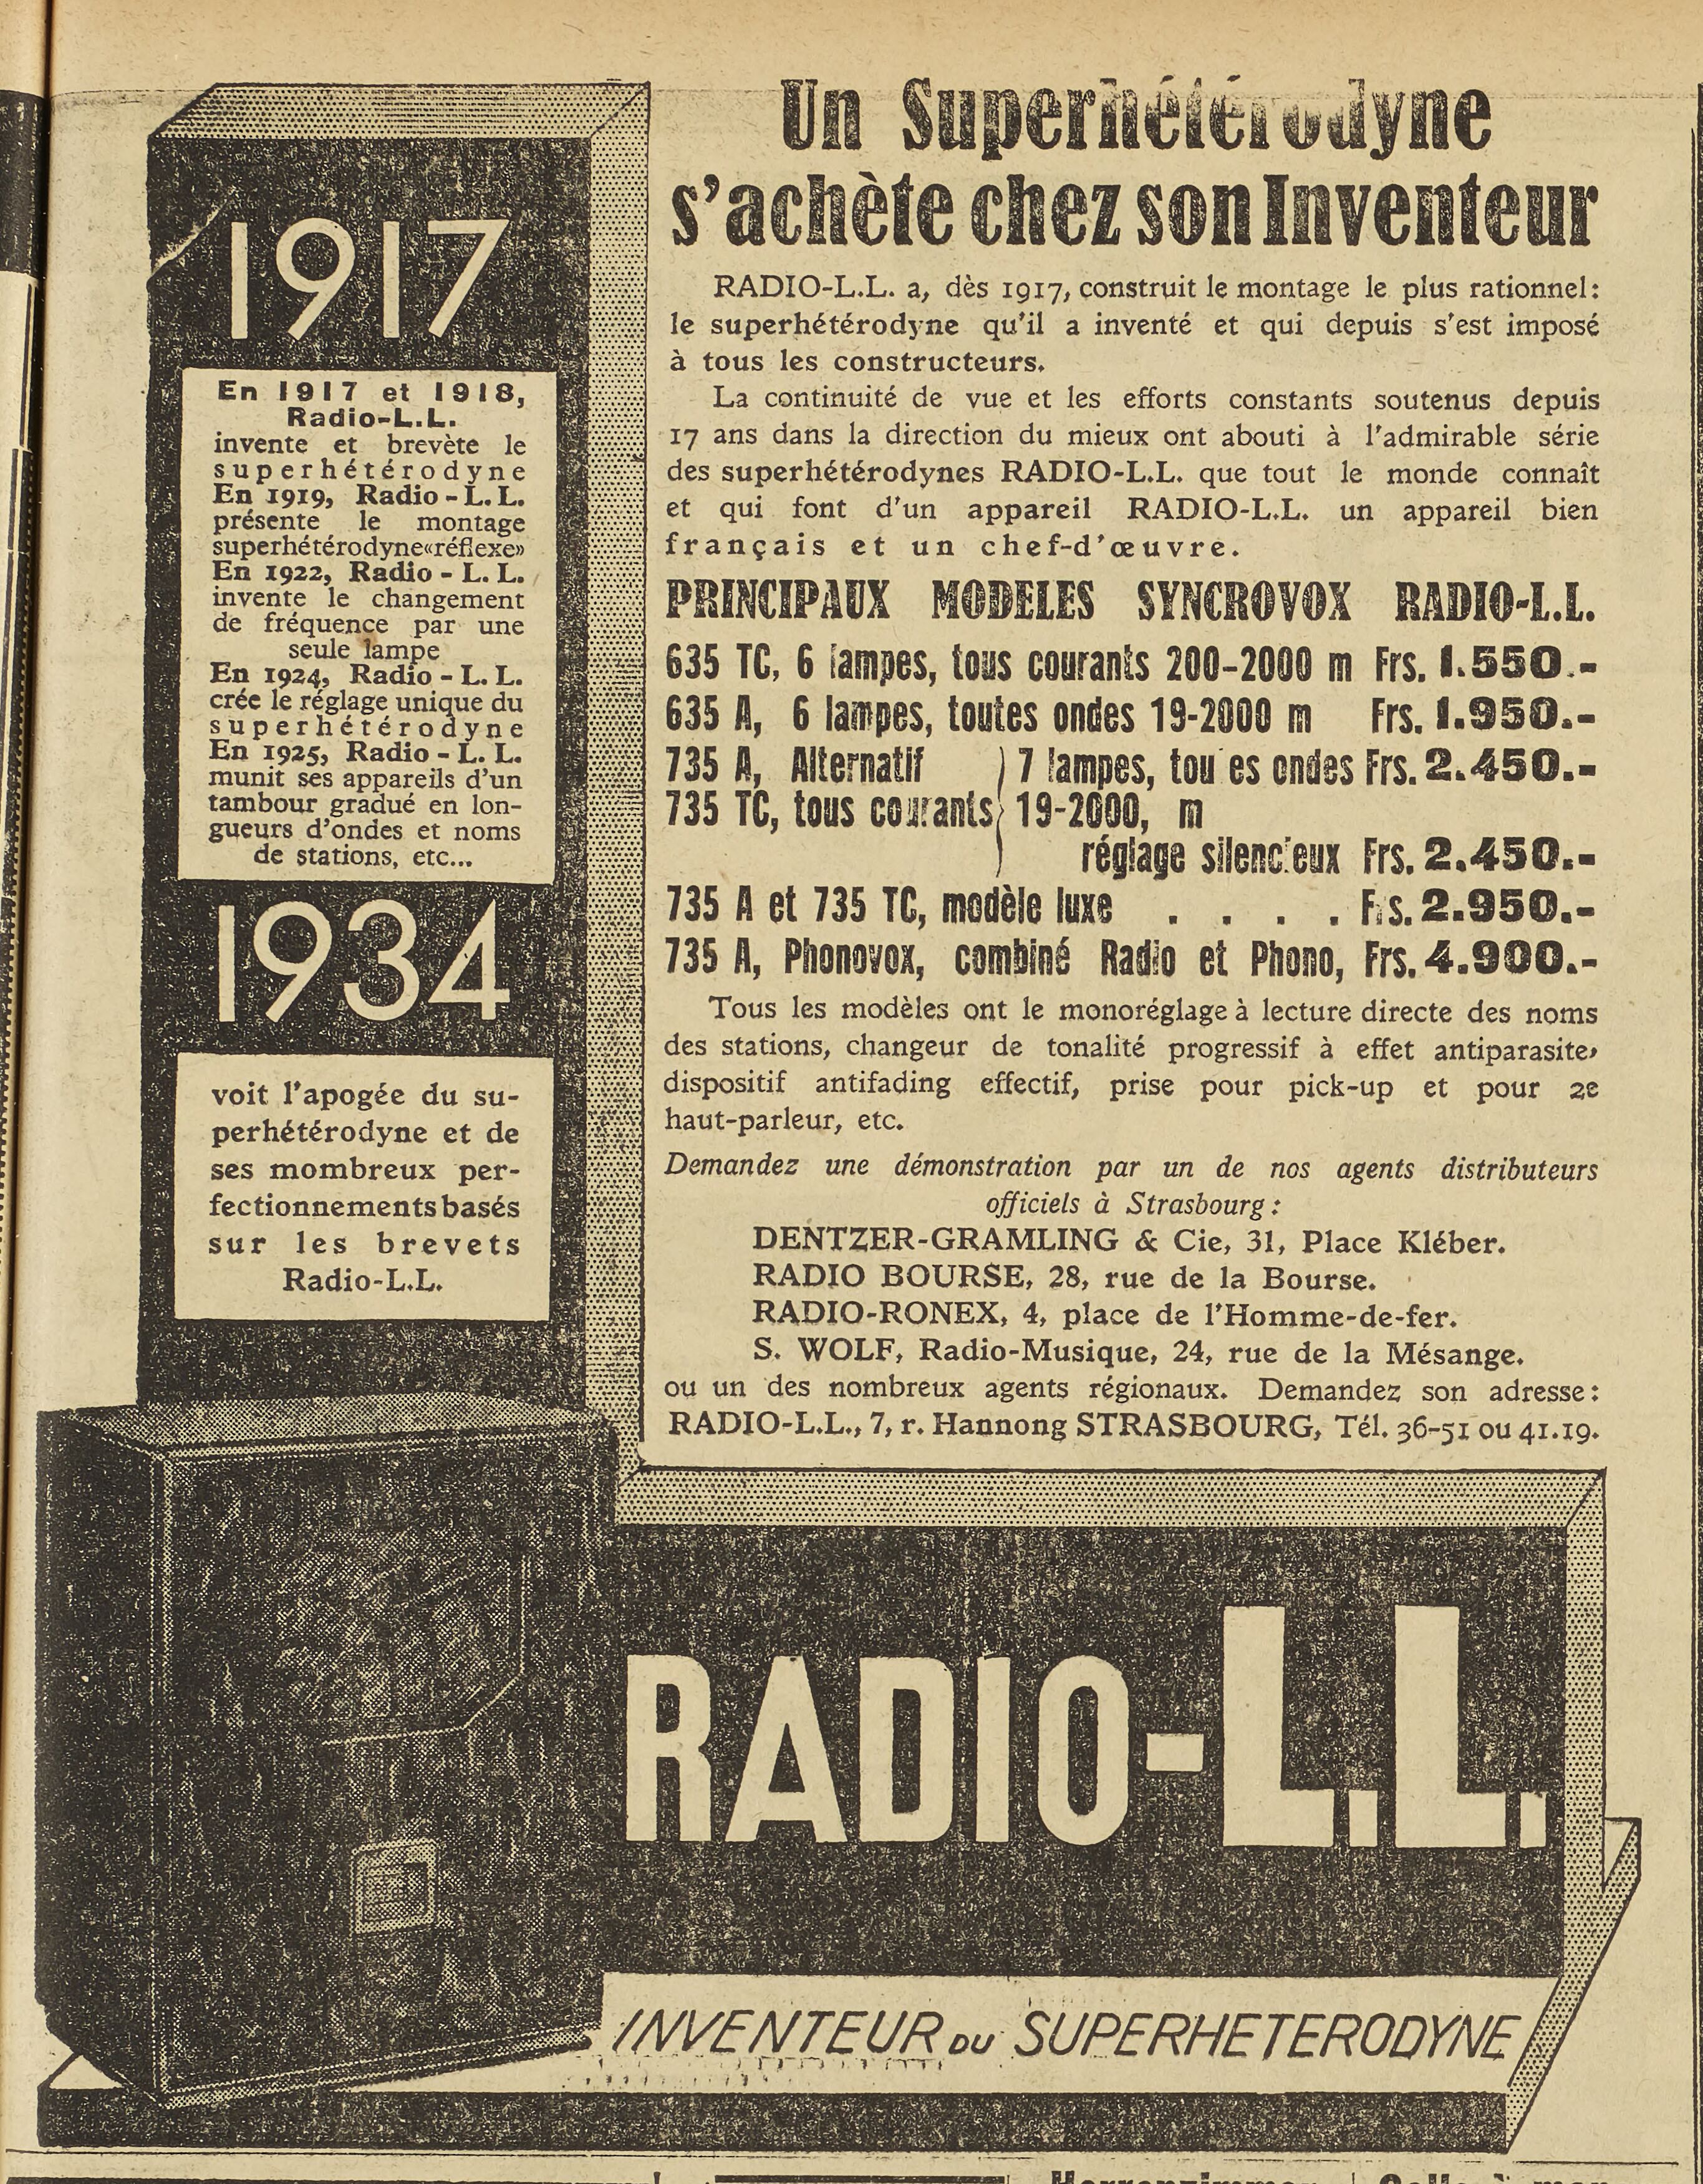 Un Superhétérodyne
s'achète chez son Inventeur
1917
En 1917 et 1918,
Radio-L.L.
invente et brevète le
superhétérodyne
En 1919, Radio-L.L.
présente le montage
superhétérodyne«réflexe»
En 1922, Radio-L.L.
invente le changement
de fréquence par une
seule lampe
En 1924, Radio-L.L.
crée le réglage unique du
superhétérodyne
En 1925, Radio-L.L.
munit ses appareils d'un
tambour gradué en lon-
gueurs d'ondes et noms
de stations, etc...
1934
voit l'apogée du su-
perhétérodyne et de
ses mombreux per-
fectionnements basés
sur les brevets
Radio-L.L.
RADIO-L.L. a, dès 1917, construit le montage le plus rationnel:
le superhétérodyne qu'il a inventé et qui depuis s'est imposé
à tous les constructeurs.
La continuité de vue et les efforts constants soutenus depuis
17 ans dans la direction du mieux ont abouti à l'admirable série
des superhétérodynes RADIO-L.L. que tout le monde connaît
et qui font d'un appareil RADIO-L.L. un appareil bien
français et un chef-d'œuvre.
PRINCIPAUX MODELES SYNCROVOX RADIO-L.L.
635 TC, 6 lampes, tous courants 200-2000 m Frs. 1.550.-
635 A, 6 lampes, toutes ondes 19-2000 m Frs. 1.950.-
735 A, Alternatif } 7 lampes, tou es ondes Frs. 2.450.-
735 TC, tous courants } 19-2000, m
réglage silencieux Frs. 2.450.-
735 A et 735 TC, modèle luxe . . . . Frs. 2.950.-
735 A, Phonovox, combiné Radio et Phono, Frs. 4.900.-
Tous les modèles ont le monoréglage à lecture directe des noms
des stations, changeur de tonalité progressif à effet antiparasite,
dispositif antifading effectif, prise pour pick-up et pour 2e
haut-parleur, etc.
Demandez une démonstration par un de nos agents distributeurs
officiels à Strasbourg:
DENTZER-GRAMLING & Cie, 31, Place Kléber.
RADIO BOURSE, 28, rue de la Bourse.
RADIO-RONEX, 4, place de l'Homme-de-fer.
S. WOLF, Radio-Musique, 24, rue de la Mésange.
ou un des nombreux agents régionaux. Demandez son adresse:
RADIO-L.L., 7, r. Hannong STRASBOURG, Tél. 36-51 ou 41.19.
RADIO-L.L.
INVENTEUR DU SUPERHETERODYNE